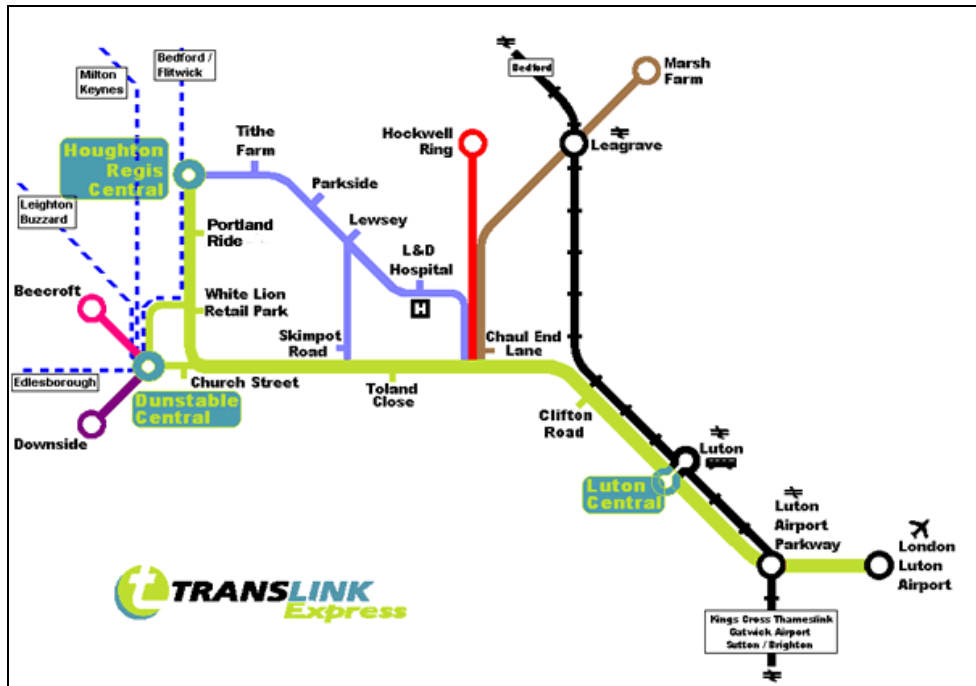 Bedford /
Flitwick
Milton
Keynes
Bedford
Marsh
Farm
Tithe
Farm
Hockwell
Ring
Leagrave
Houghton
Regis
Central
Parkside
Leighton
Buzzard
Lewsey
Portland
Ride
L&D
Hospital
H
Beecroft
White Lion
Retail Park
Skimpot
Road
Chaul End
Lane
Edlesborough
Church Street
Toland
Close
Dunstable
Central
Clifton
Road
Downside
Luton
Luton
Central
Luton
Airport
Parkway
London
Luton
Airport
t TRANSLINK
Express
Kings Cross Thameslink
Gatwick Airport
Sutton / Brighton